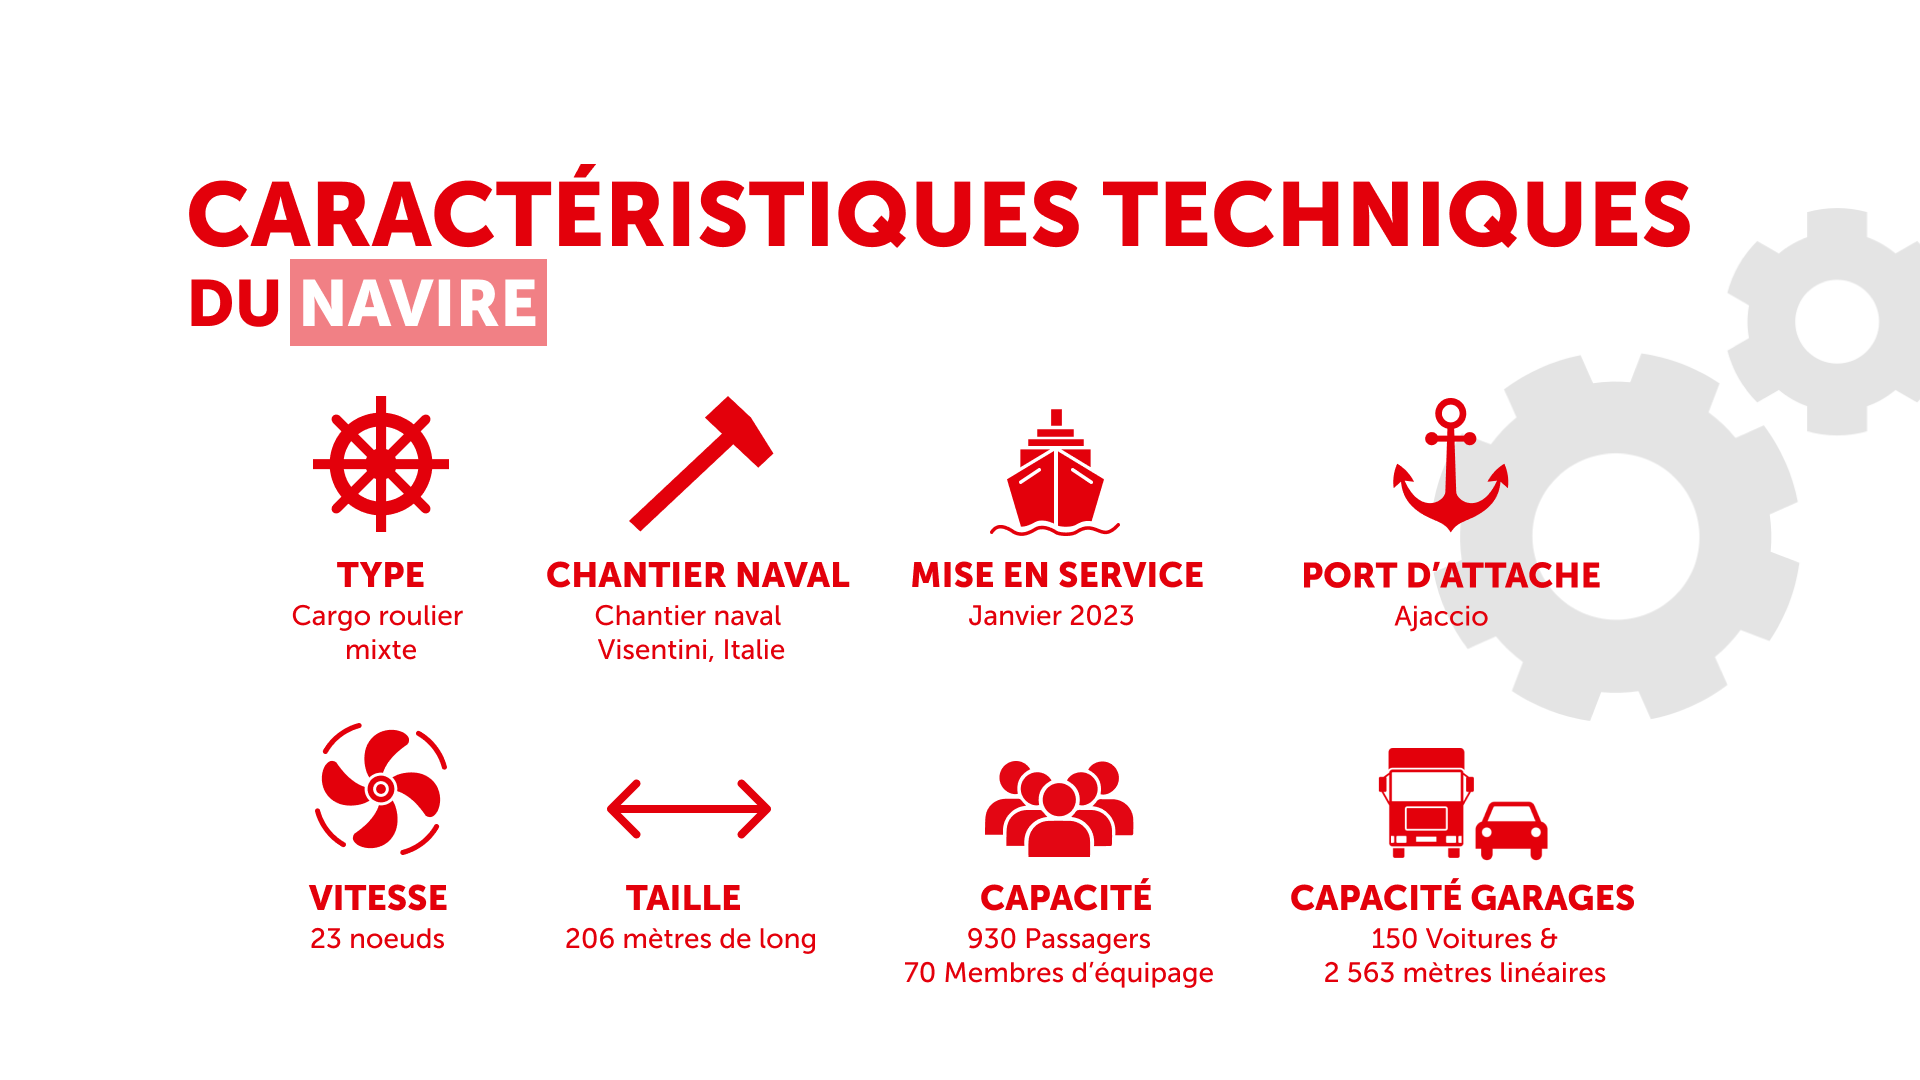 CARACTÉRISTIQUES TECHNIQUES
DU NAVIRE
TYPE
Cargo roulier
mixte
CHANTIER NAVAL
Chantier naval
Visentini, Italie
MISE EN SERVICE
Janvier 2023
PORT D’ATTACHE
Ajaccio
VITESSE
23 noeuds
TAILLE
206 mètres de long
CAPACITÉ
930 Passagers
70 Membres d’équipage
CAPACITÉ GARAGES
150 Voitures &
2 563 mètres linéaires